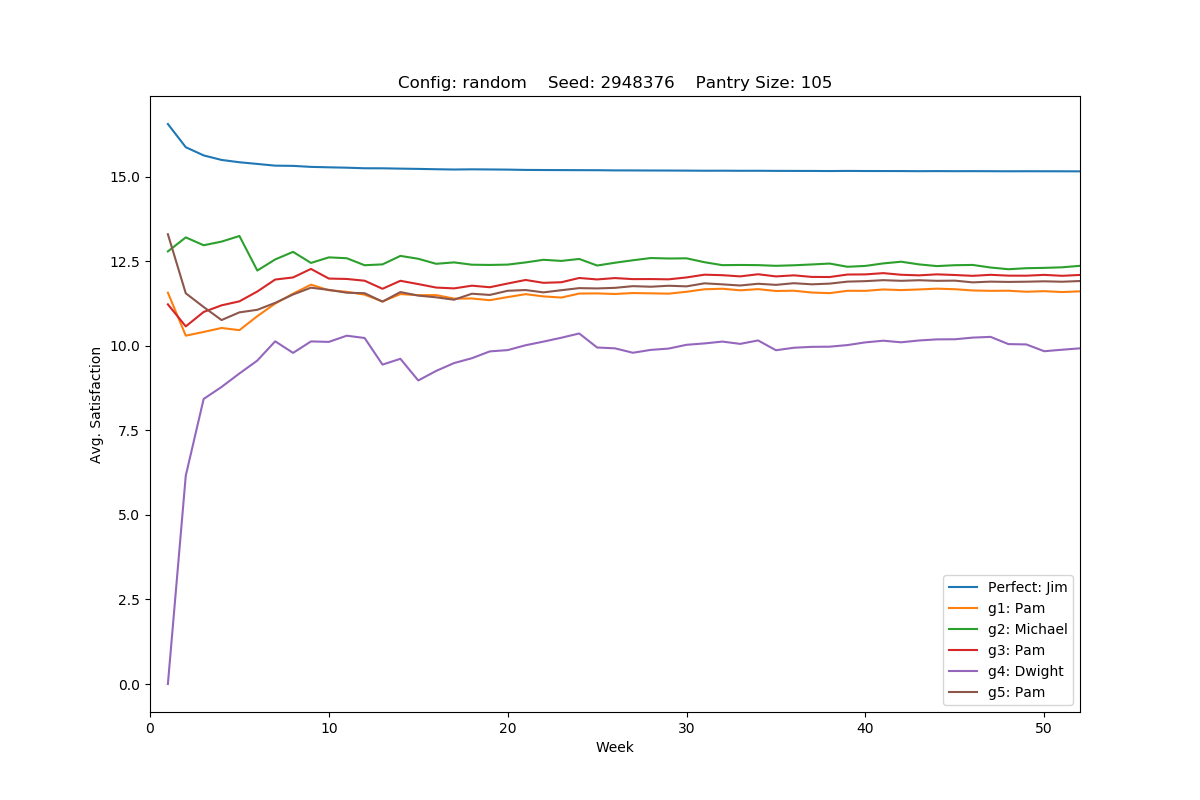 Config: random    Seed: 2948376    Pantry Size: 105
15.0
12.5
10.0
7.5
5.0
2.5
0.0
Avg. Satisfaction
0
10
20
30
40
50
Week
Perfect: Jim
g1: Pam
g2: Michael
g3: Pam
g4: Dwight
g5: Pam